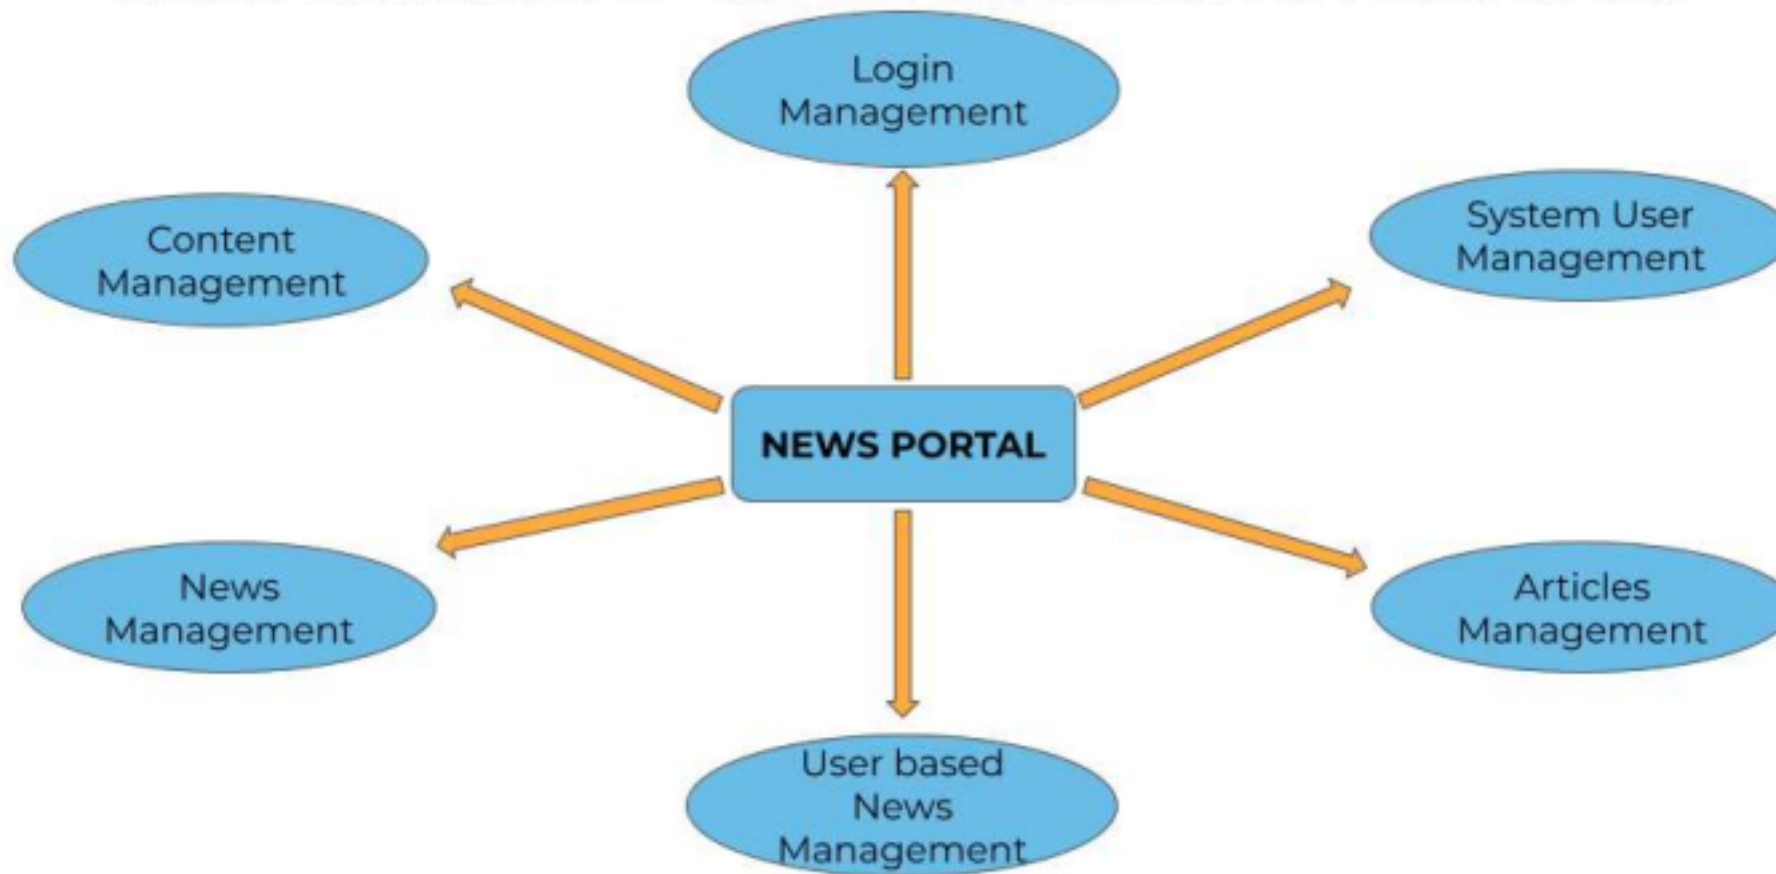 Login
Management
Content
Management
System User
Management
NEWS PORTAL
News
Management
Articles
Management
User based
News
Management